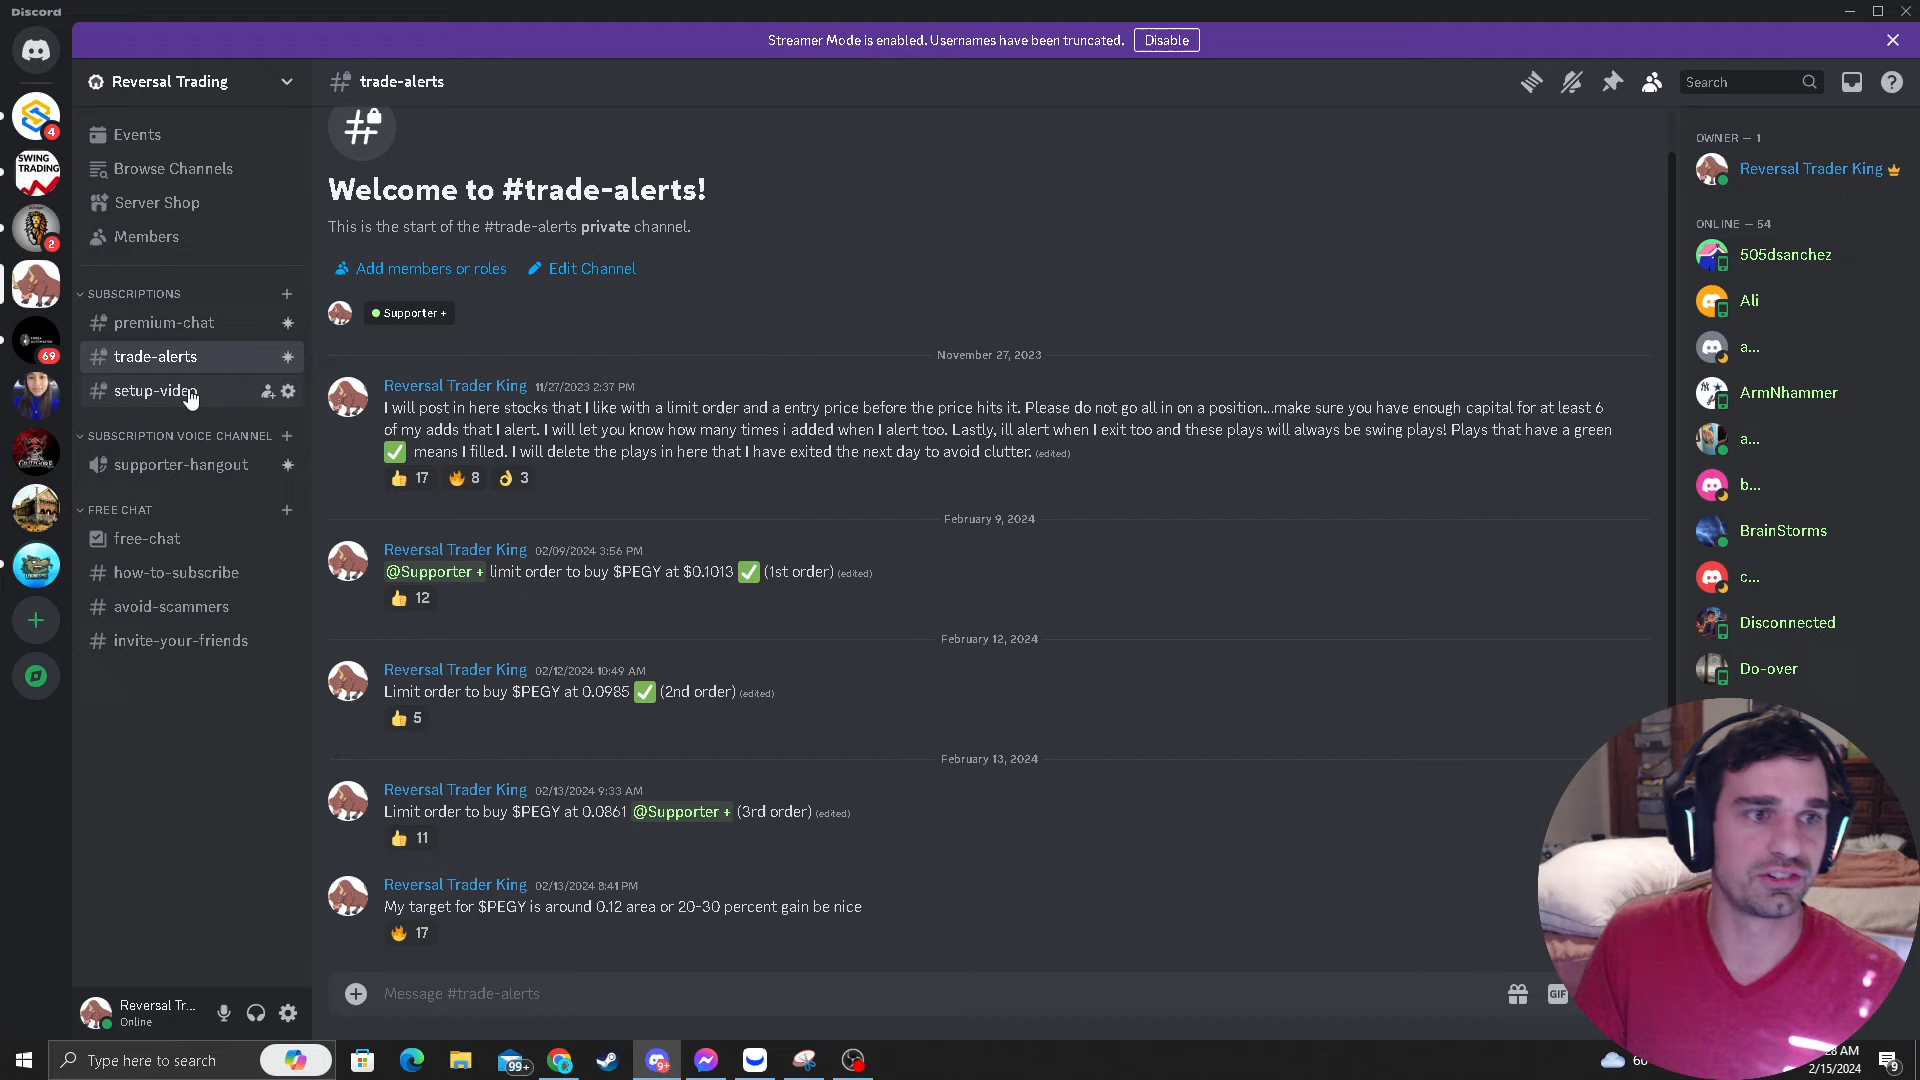 Discord
Streamer Mode is enabled. Usernames have been truncated. Disable
Reversal Trading
trade-alerts
Search
4
SWING
TRADING
2
69
Events
Browse Channels
Server Shop
Members
SUBSCRIPTIONS
premium-chat
trade-alerts
setup-video
SUBSCRIPTION VOICE CHANNEL
supporter-hangout
FREE CHAT
free-chat
how-to-subscribe
avoid-scammers
invite-your-friends
Welcome to #trade-alerts!
This is the start of the #trade-alerts private channel.
Add members or roles Edit Channel
Supporter +
November 27, 2023
Reversal Trader King 11/27/2023 2:37 PM
I will post in here stocks that I like with a limit order and a entry price before the price hits it. Please do not go all in on a position...make sure you have enough capital for at least 6
of my adds that I alert. I will let you know how many times i added when I alert too. Lastly, ill alert when I exit too and these plays will always be swing plays! Plays that have a green
✅ means I filled. I will delete the plays in here that I have exited the next day to avoid clutter. (edited)
👍 17 🔥 8 👌 3
February 9, 2024
Reversal Trader King 02/09/2024 3:56 PM
@Supporter + limit order to buy $PEGY at $0.1013 ✅ (1st order) (edited)
👍 12
February 12, 2024
Reversal Trader King 02/12/2024 10:49 AM
Limit order to buy $PEGY at 0.0985 ✅ (2nd order) (edited)
👍 5
February 13, 2024
Reversal Trader King 02/13/2024 9:33 AM
Limit order to buy $PEGY at 0.0861 @Supporter + (3rd order) (edited)
👍 11
Reversal Trader King 02/13/2024 8:41 PM
My target for $PEGY is around 0.12 area or 20-30 percent gain be nice
🔥 17
Message #trade-alerts
GIF
OWNER — 1
Reversal Trader King
ONLINE — 54
505dsanchez
Ali
a...
ArmNhammer
a...
b...
BrainStorms
c...
Disconnected
Do-over
Reversal Tr...
Online
Type here to search
99+
9+
28 AM
2/15/2024
9